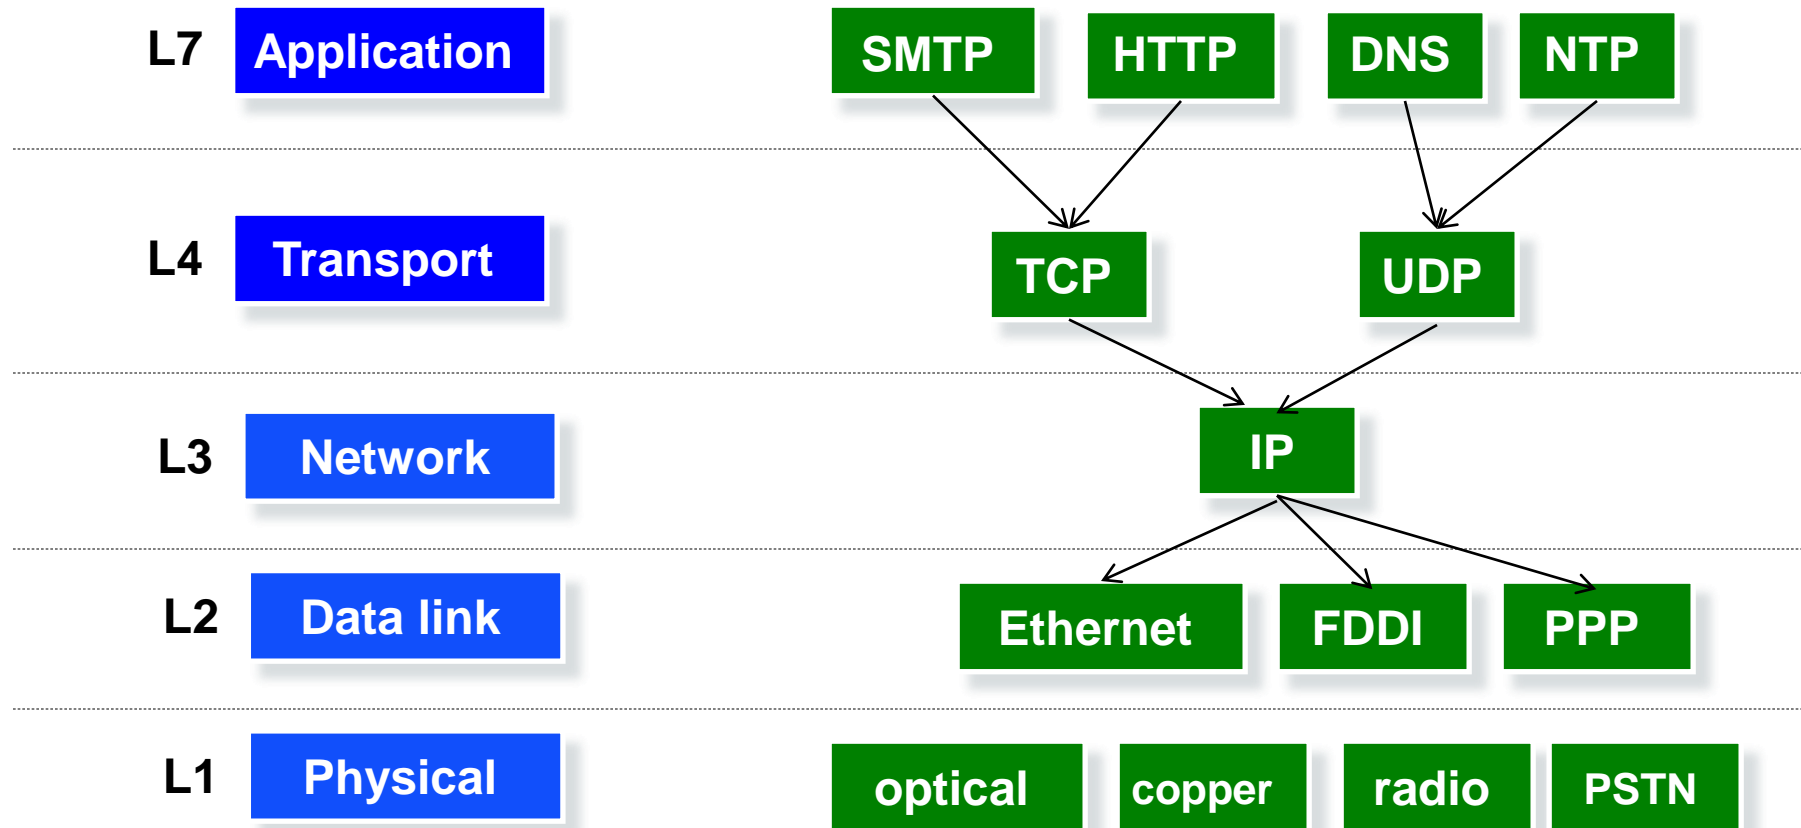 L7 Application SMTP HTTP DNS NTP
L4 Transport TCP UDP
L3 Network IP
L2 Data link Ethernet FDDI PPP
L1 Physical optical copper radio PSTN